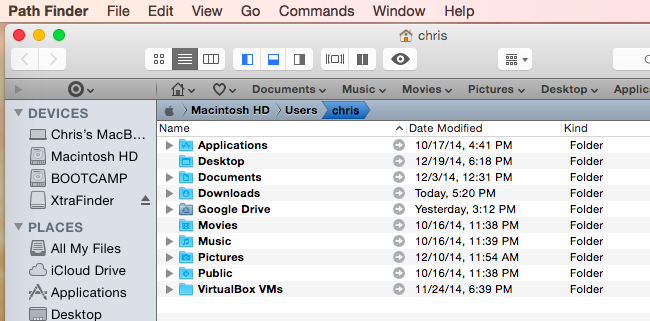 Path Finder File Edit View Go Commands Window Help
chris
Documents Music Movies Pictures Desktop Applic
DEVICES
Chris's MacB...
Macintosh HD
BOOTCAMP
XtraFinder
PLACES
All My Files
iCloud Drive
Applications
Desktop
Macintosh HD Users chris
Name Date Modified Kind
Applications 10/17/14, 4:41 PM Folder
Desktop 12/19/14, 6:18 PM Folder
Documents 12/3/14, 12:31 PM Folder
Downloads Today, 5:20 PM Folder
Google Drive Yesterday, 3:12 PM Folder
Movies 10/16/14, 11:38 PM Folder
Music 10/16/14, 11:39 PM Folder
Pictures 12/10/14, 11:54 AM Folder
Public 10/16/14, 11:38 PM Folder
VirtualBox VMs 11/24/14, 6:39 PM Folder